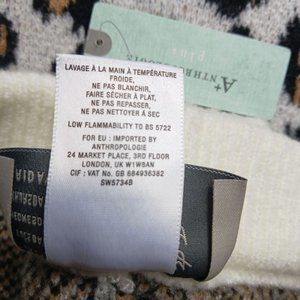 A+
ANTHROPOLOGIE
plus
LAVAGE À LA MAIN À TEMPÉRATURE
FROIDE,
NE PAS BLANCHIR,
FAIRE SÉCHER À PLAT,
NE PAS REPASSER,
NE PAS NETTOYER À SEC
LOW FLAMMABILITY TO BS 5722
FOR EU : IMPORTED BY
ANTHROPOLOGIE
24 MARKET PLACE, 3RD FLOOR
LONDON, UK W1W8AN
CIF : VAT No. GB 684936382
SW5734B